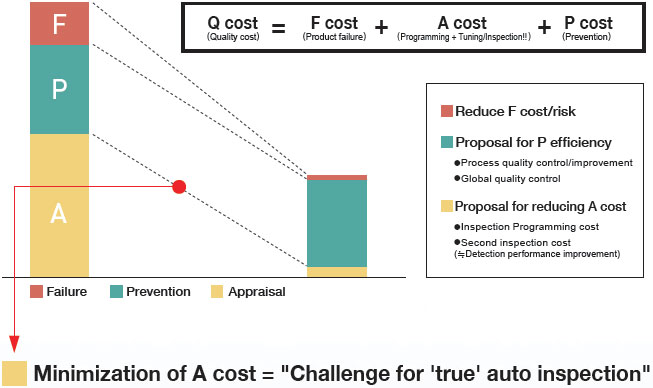 Q cost = F cost + A cost + P cost
(Quality cost) (Product failure) (Programming + Tuning/Inspection!!) (Prevention)
F
P
A
Reduce F cost/risk
Proposal for P efficiency
●Process quality control/improvement
●Global quality control
Proposal for reducing A cost
●Inspection Programming cost
●Second inspection cost
(≒Detection performance improvement)
Failure Prevention Appraisal
Minimization of A cost = "Challenge for 'true' auto inspection"